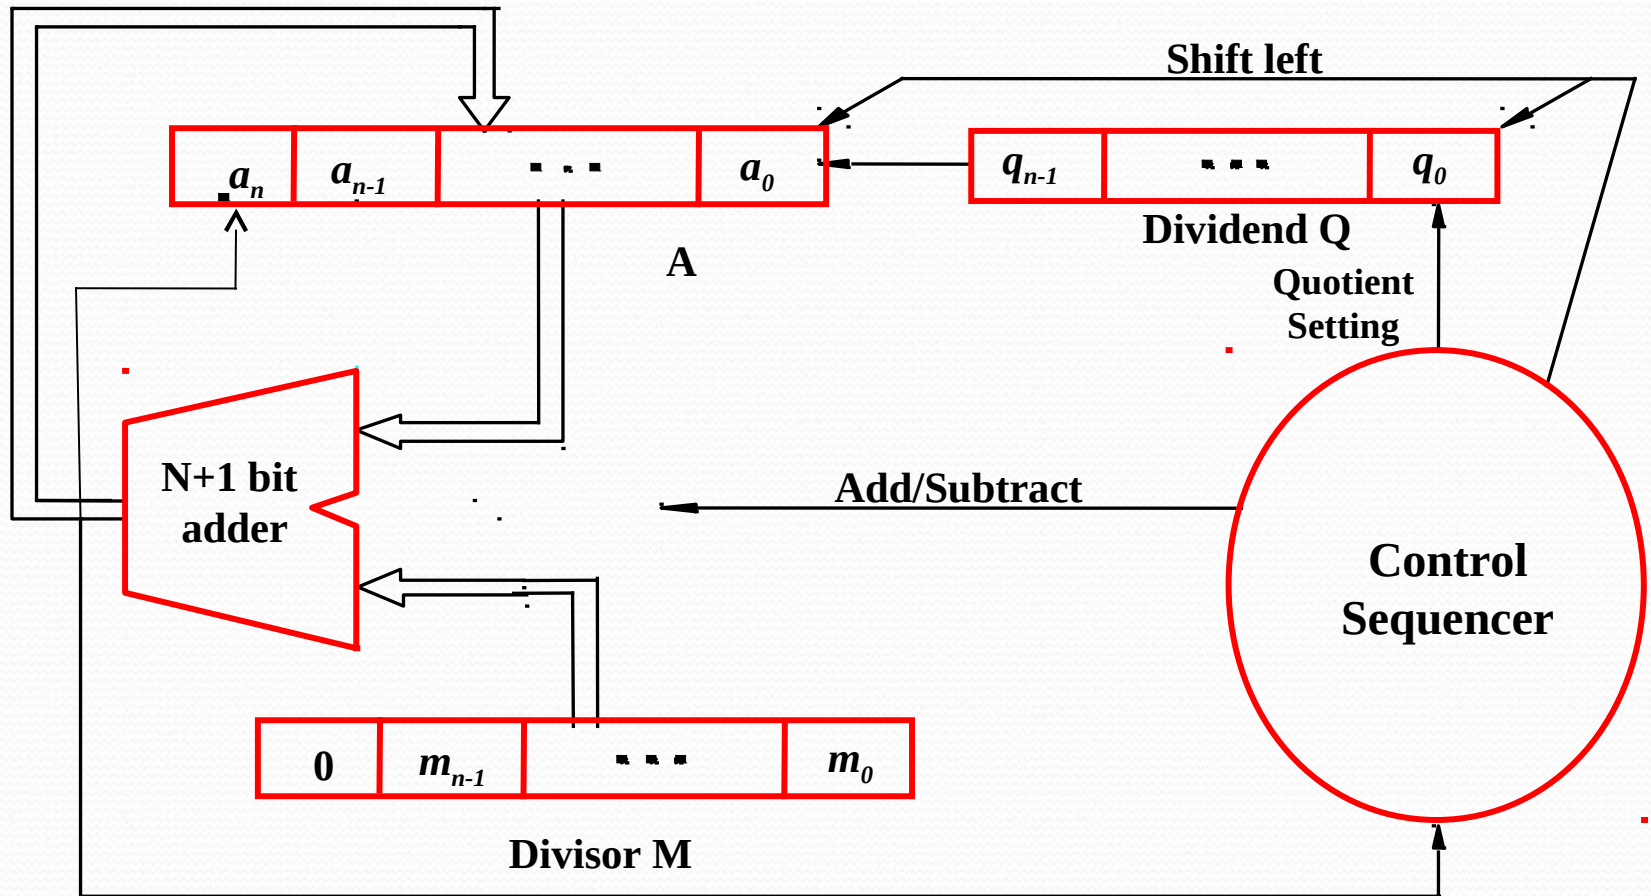 Shift left
aₙ aₙ₋₁ ... a₀
qₙ₋₁ ... q₀
Dividend Q
A
Quotient
Setting
N+1 bit
adder
Add/Subtract
Control
Sequencer
0 mₙ₋₁ ... m₀
Divisor M